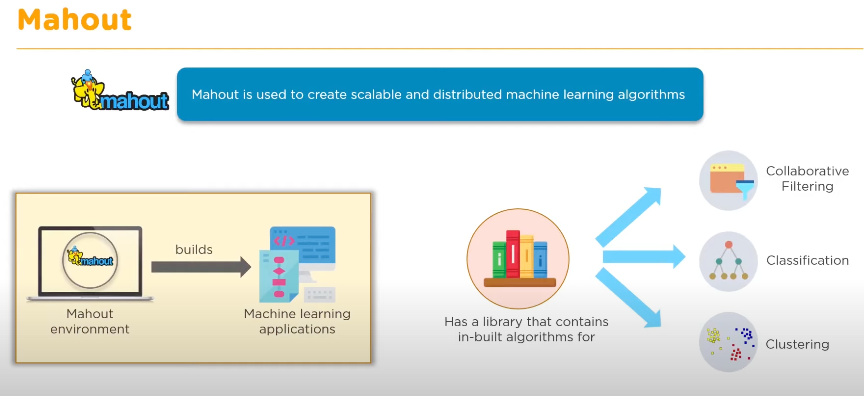 Mahout
mahout
Mahout is used to create scalable and distributed machine learning algorithms
Collaborative
Filtering
builds
mahout
</>
Classification
Mahout
environment
Machine learning
applications
Has a library that contains
in-built algorithms for
Clustering